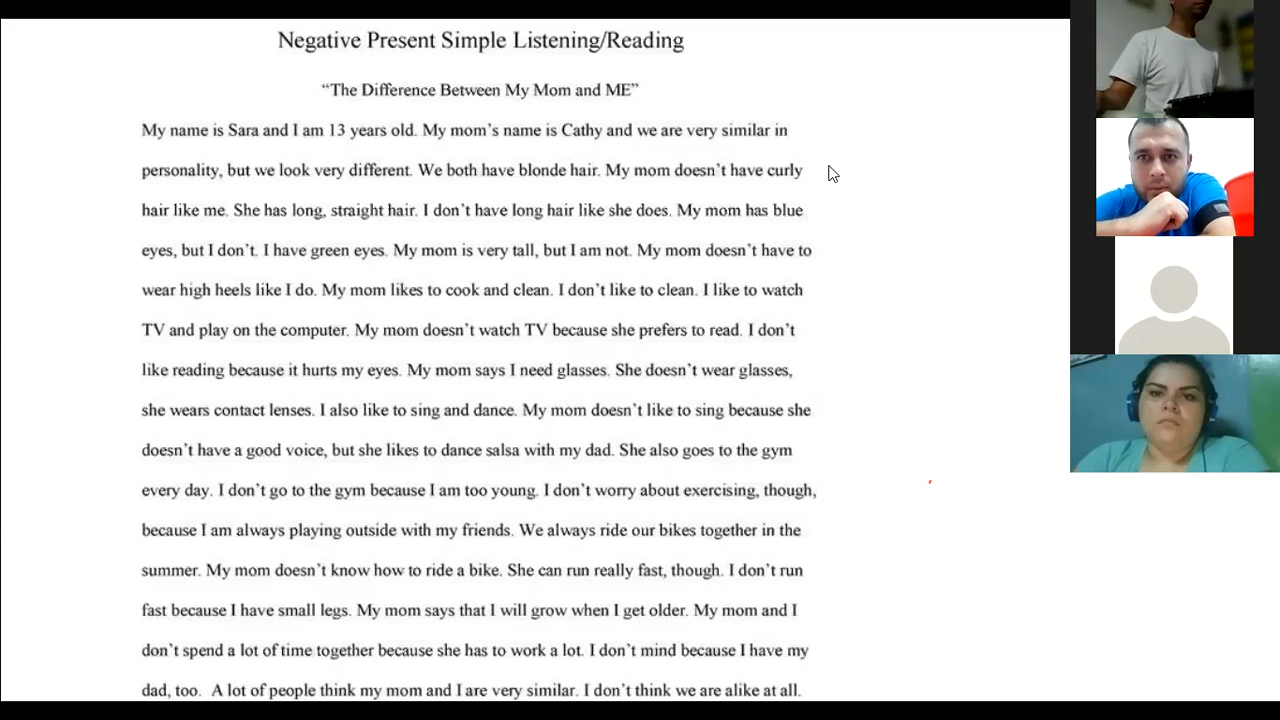 Negative Present Simple Listening/Reading
“The Difference Between My Mom and ME”
My name is Sara and I am 13 years old. My mom’s name is Cathy and we are very similar in
personality, but we look very different. We both have blonde hair. My mom doesn’t have curly
hair like me. She has long, straight hair. I don’t have long hair like she does. My mom has blue
eyes, but I don’t. I have green eyes. My mom is very tall, but I am not. My mom doesn’t have to
wear high heels like I do. My mom likes to cook and clean. I don’t like to clean. I like to watch
TV and play on the computer. My mom doesn’t watch TV because she prefers to read. I don’t
like reading because it hurts my eyes. My mom says I need glasses. She doesn’t wear glasses,
she wears contact lenses. I also like to sing and dance. My mom doesn’t like to sing because she
doesn’t have a good voice, but she likes to dance salsa with my dad. She also goes to the gym
every day. I don’t go to the gym because I am too young. I don’t worry about exercising, though,
because I am always playing outside with my friends. We always ride our bikes together in the
summer. My mom doesn’t know how to ride a bike. She can run really fast, though. I don’t run
fast because I have small legs. My mom says that I will grow when I get older. My mom and I
don’t spend a lot of time together because she has to work a lot. I don’t mind because I have my
dad, too.  A lot of people think my mom and I are very similar. I don’t think we are alike at all.